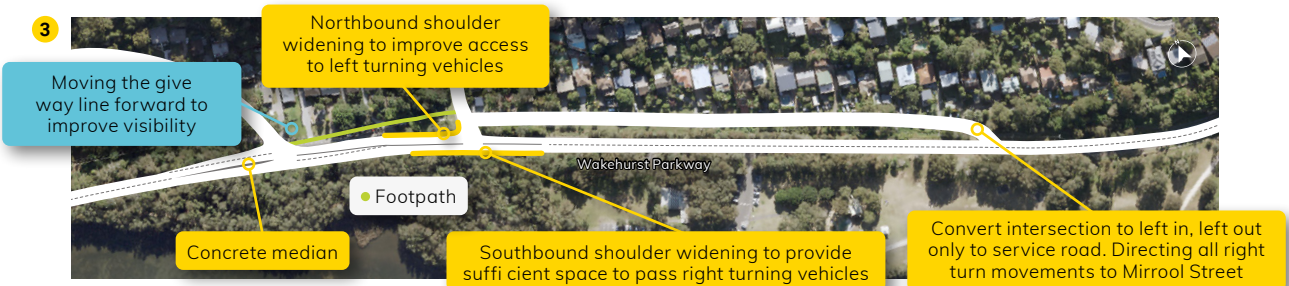 3
Northbound shoulder
widening to improve access
to left turning vehicles
Moving the give
way line forward to
improve visibility
N
Wakehurst Parkway
Footpath
Concrete median
Southbound shoulder widening to provide
suffi cient space to pass right turning vehicles
Convert intersection to left in, left out
only to service road. Directing all right
turn movements to Mirrool Street